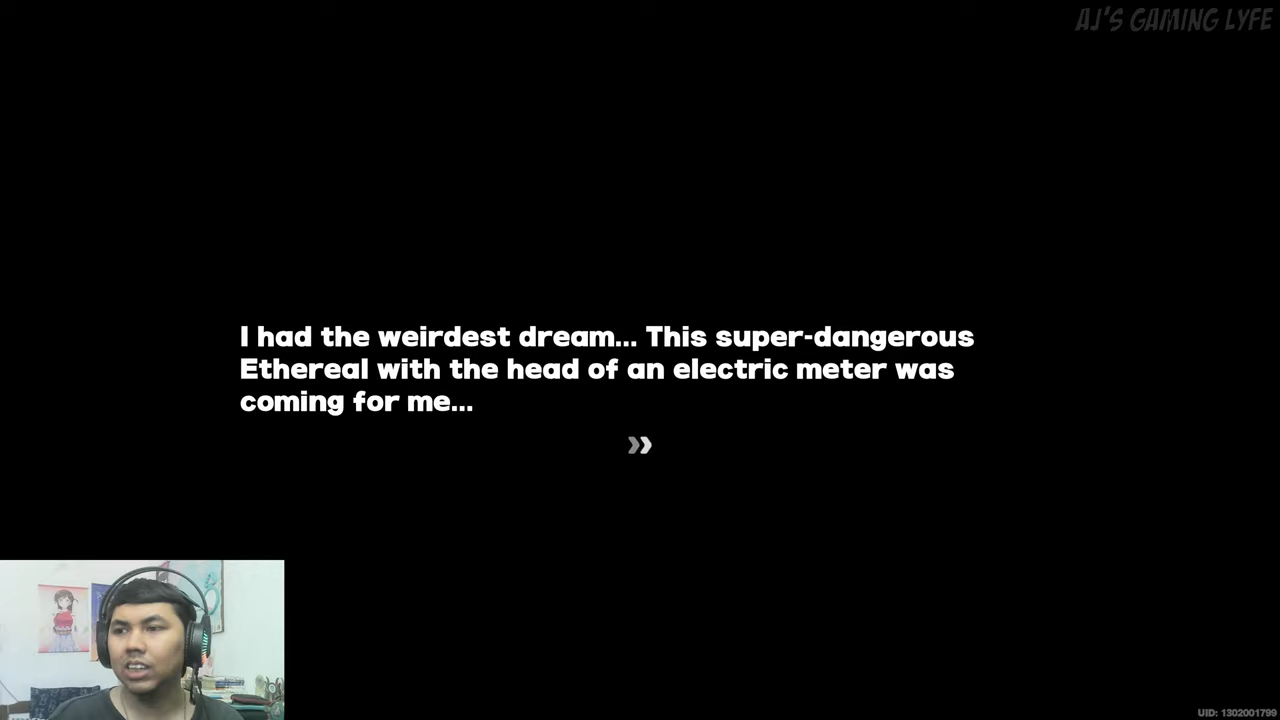 AJ'S GAMING LYFE
I had the weirdest dream... This super-dangerous
Ethereal with the head of an electric meter was
coming for me...
UID: 1302001799